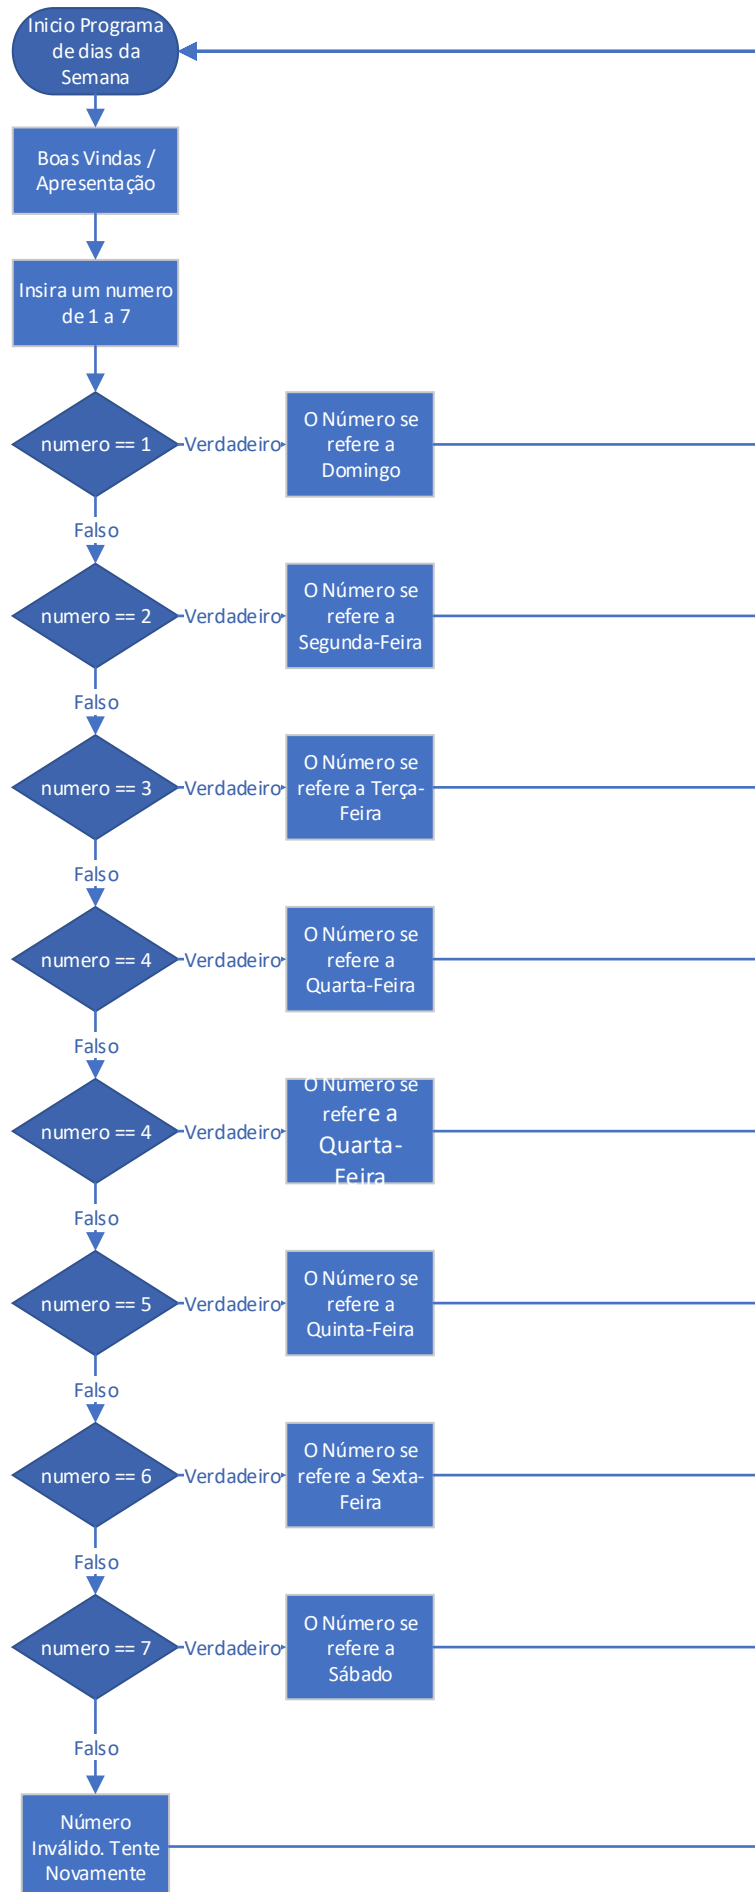 Inicio Programa
de dias da
Semana
Boas Vindas /
Apresentação
Insira um numero
de 1 a 7
numero == 1
Verdadeiro
O Número se
refere a
Domingo
Falso
numero == 2
Verdadeiro
O Número se
refere a
Segunda-Feira
Falso
numero == 3
Verdadeiro
O Número se
refere a Terça-
Feira
Falso
numero == 4
Verdadeiro
O Número se
refere a
Quarta-Feira
Falso
numero == 4
Verdadeiro
O Número se
refere a
Quarta-
Feira
Falso
numero == 5
Verdadeiro
O Número se
refere a
Quinta-Feira
Falso
numero == 6
Verdadeiro
O Número se
refere a Sexta-
Feira
Falso
numero == 7
Verdadeiro
O Número se
refere a
Sábado
Falso
Número
Inválido. Tente
Novamente